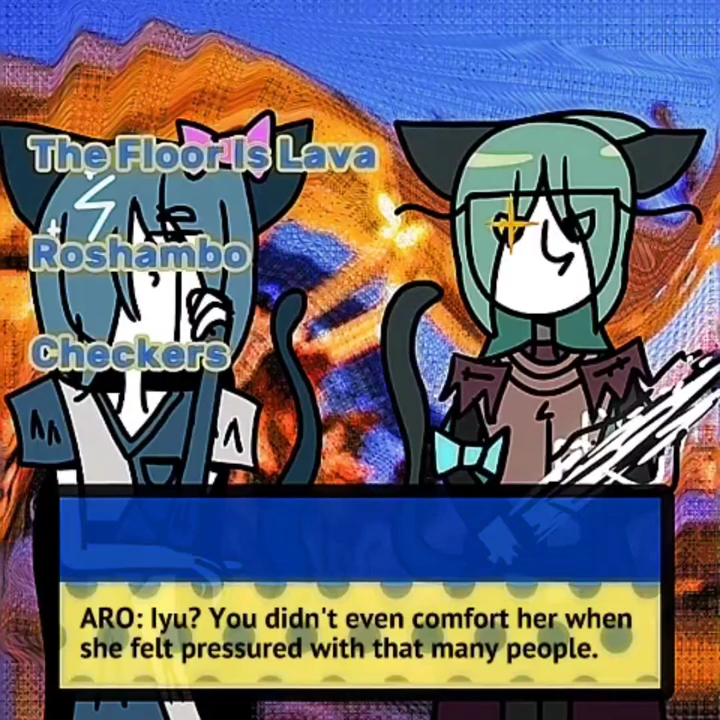 The Floor Is Lava
Roshambo
Checkers
ARO: Iyu? You didn't even comfort her when
she felt pressured with that many people.